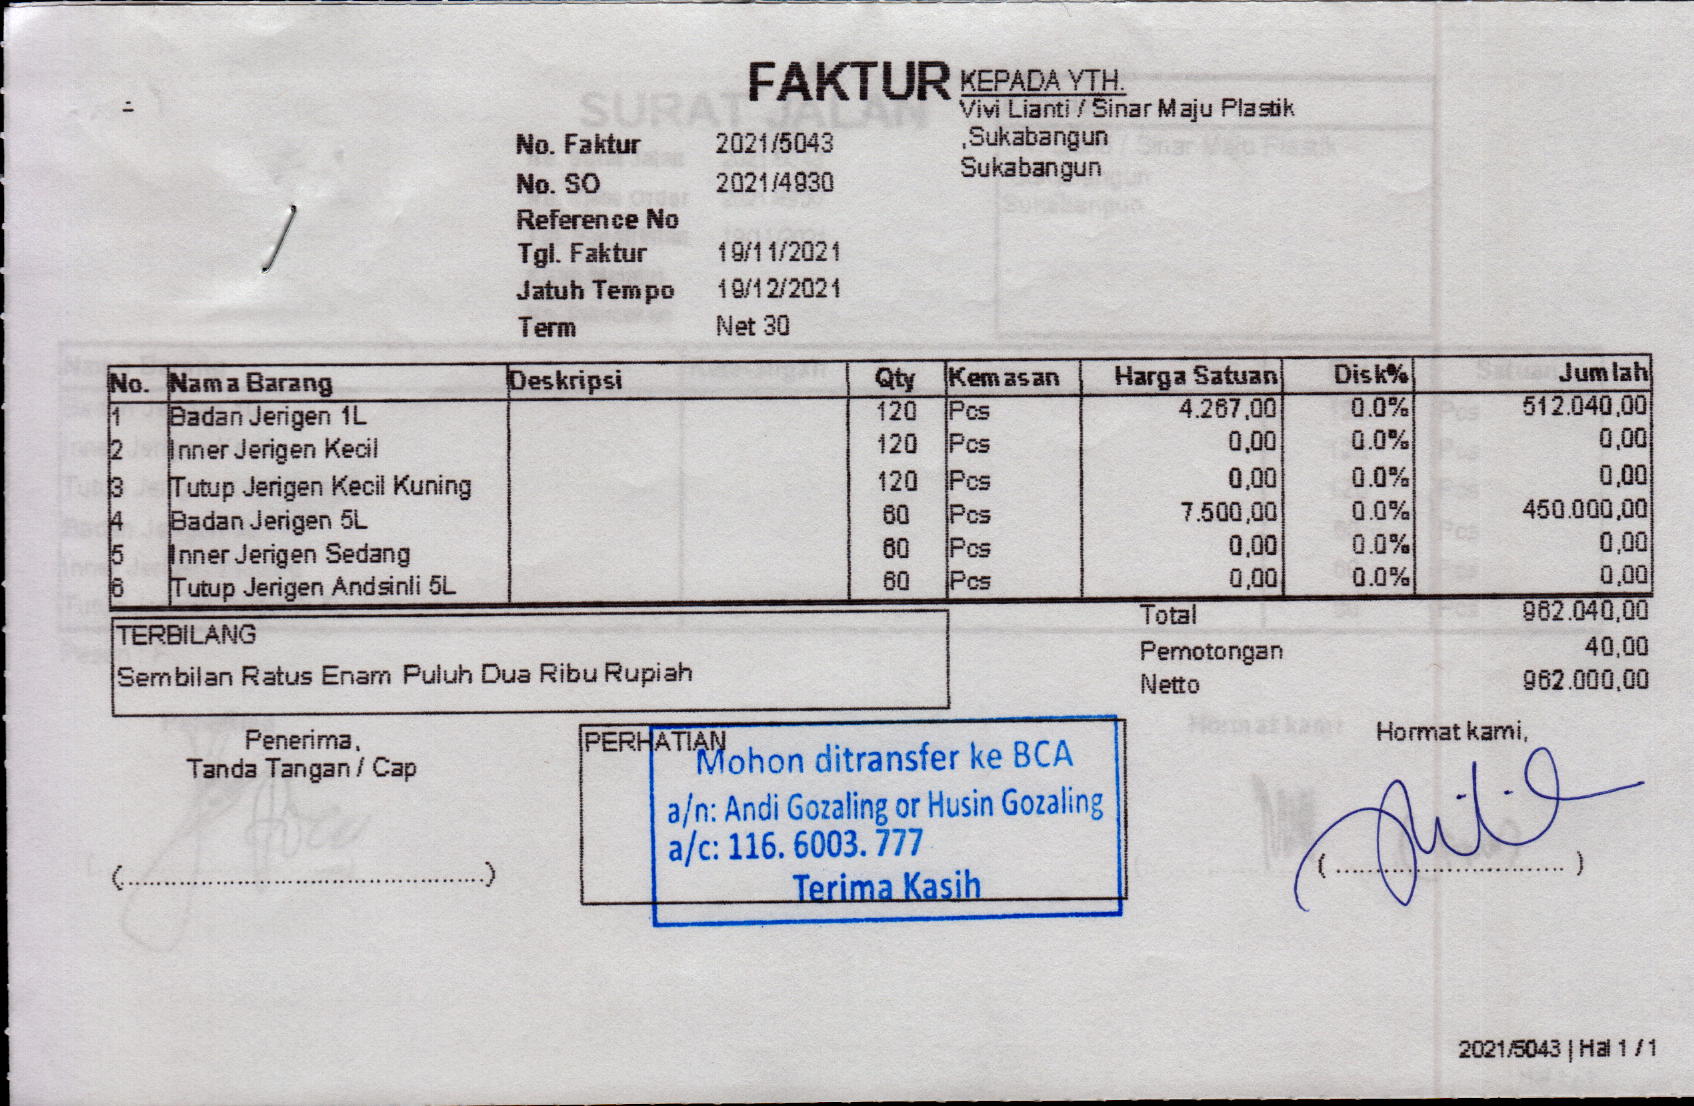 FAKTUR
KEPADA YTH.
Vivi Lianti / Sinar Maju Plastik
,Sukabangun
Sukabangun
No. Faktur 2021/5043
No. SO 2021/4930
Reference No
Tgl. Faktur 19/11/2021
Jatuh Tempo 19/12/2021
Term Net 30
No. Nama Barang Deskripsi Qty Kemasan Harga Satuan Disk% Jumlah
1 Badan Jerigen 1L 120 Pcs 4.267,00 0.0% 512.040,00
2 Inner Jerigen Kecil 120 Pcs 0,00 0.0% 0,00
3 Tutup Jerigen Kecil Kuning 120 Pcs 0,00 0.0% 0,00
4 Badan Jerigen 5L 60 Pcs 7.500,00 0.0% 450.000,00
5 Inner Jerigen Sedang 60 Pcs 0,00 0.0% 0,00
6 Tutup Jerigen Andsinli 5L 60 Pcs 0,00 0.0% 0,00
Total 962.040,00
Pemotongan 40,00
Netto 962.000,00
TERBILANG
Sembilan Ratus Enam Puluh Dua Ribu Rupiah
Penerima,
Tanda Tangan / Cap
(................................................)
PERHATIAN
Mohon ditransfer ke BCA
a/n: Andi Gozaling or Husin Gozaling
a/c: 116. 6003. 777
Terima Kasih
Hormat kami,
( .............................. )
2021/5043 | Hal 1 / 1